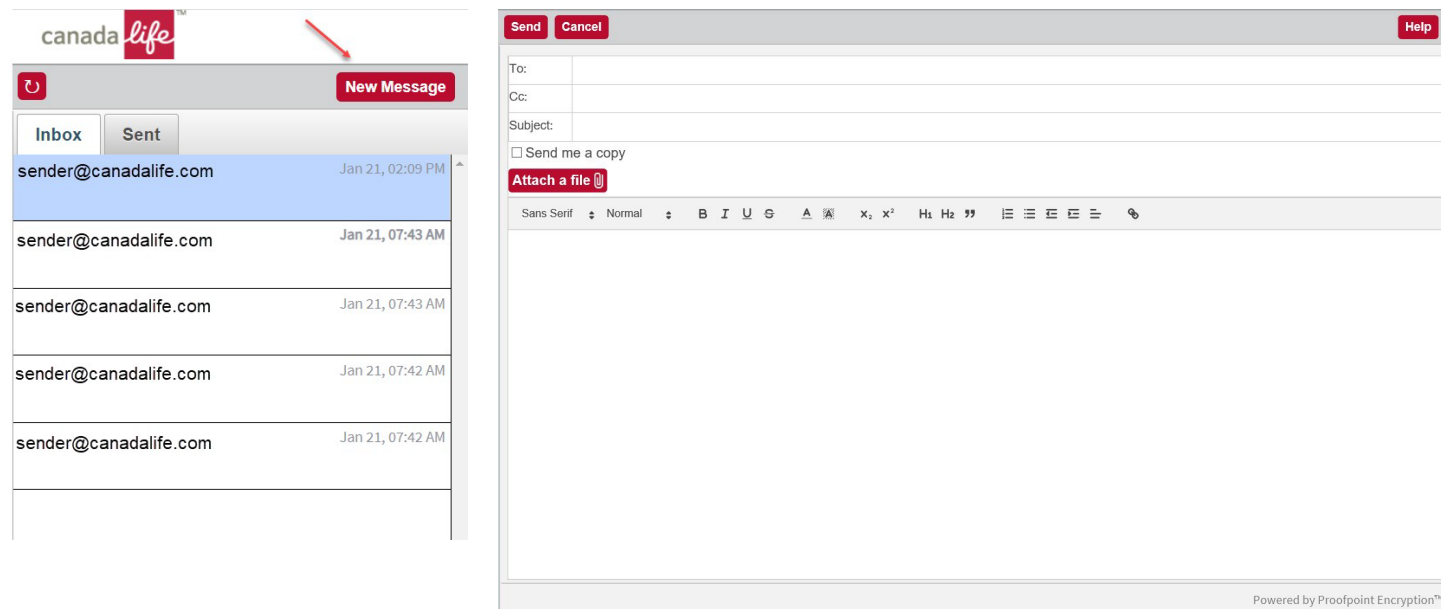 canada life™
New Message
Inbox Sent
sender@canadalife.com Jan 21, 02:09 PM
sender@canadalife.com Jan 21, 07:43 AM
sender@canadalife.com Jan 21, 07:43 AM
sender@canadalife.com Jan 21, 07:42 AM
sender@canadalife.com Jan 21, 07:42 AM
Send Cancel Help
To:
Cc:
Subject:
Send me a copy
Attach a file
Sans Serif Normal B I U S A A X₂ X² H1 H2 ”
Powered by Proofpoint Encryption™